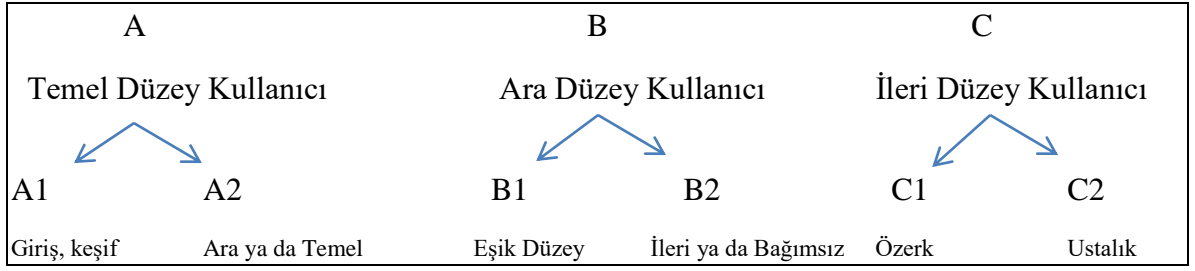 A B C
Temel Düzey Kullanıcı Ara Düzey Kullanıcı İleri Düzey Kullanıcı
A1 A2 B1 B2 C1 C2
Giriş, keşif Ara ya da Temel Eşik Düzey İleri ya da Bağımsız Özerk Ustalık